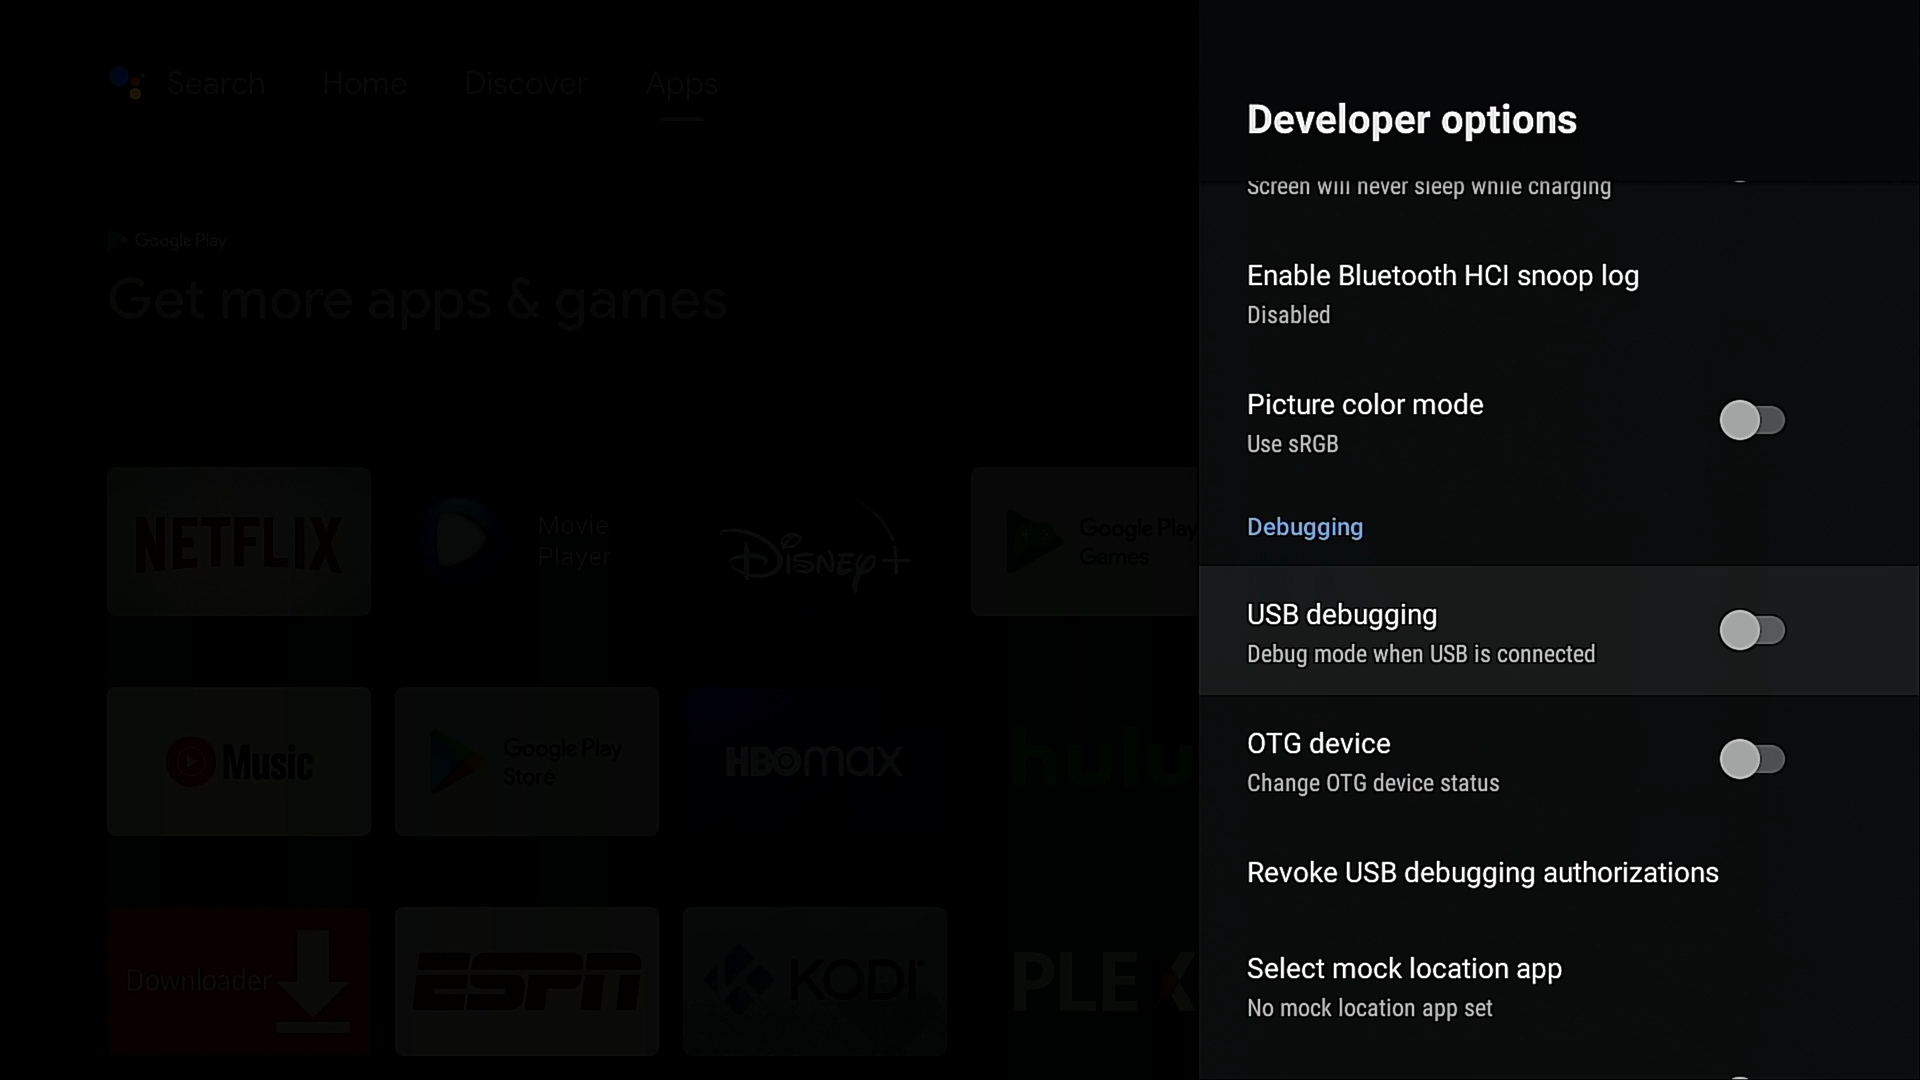 Search Home Discover Apps
Google Play
Get more apps & games
NETFLIX
Movie
Player
Disney+
Google Play
Games
Music
Google Play
Store
HBOmax
hulu
Downloader
ESPN
KODI
PLEX
Developer options
Screen will never sleep while charging
Enable Bluetooth HCI snoop log
Disabled
Picture color mode
Use sRGB
Debugging
USB debugging
Debug mode when USB is connected
OTG device
Change OTG device status
Revoke USB debugging authorizations
Select mock location app
No mock location app set